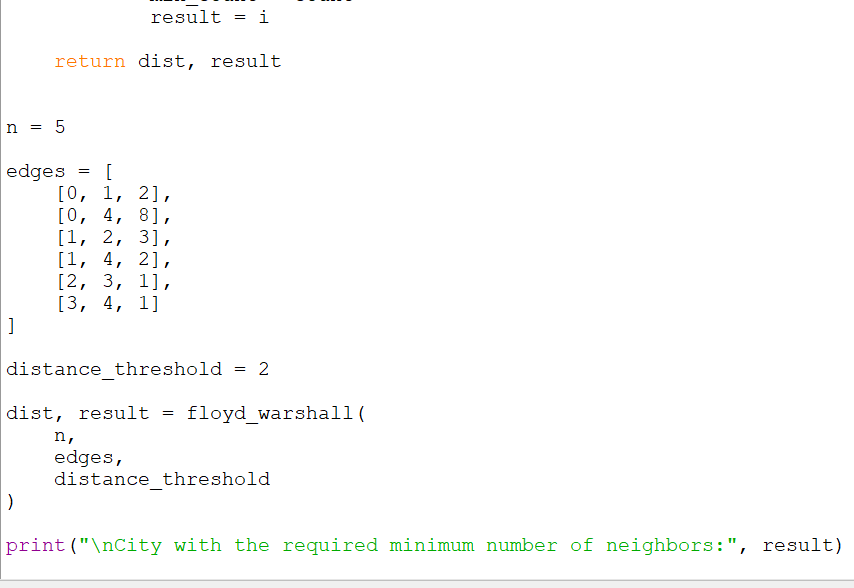 result = i
return dist, result
n = 5
edges = [
[0, 1, 2],
[0, 4, 8],
[1, 2, 3],
[1, 4, 2],
[2, 3, 1],
[3, 4, 1]
]
distance_threshold = 2
dist, result = floyd_warshall(
n,
edges,
distance_threshold
)
print("\nCity with the required minimum number of neighbors:", result)